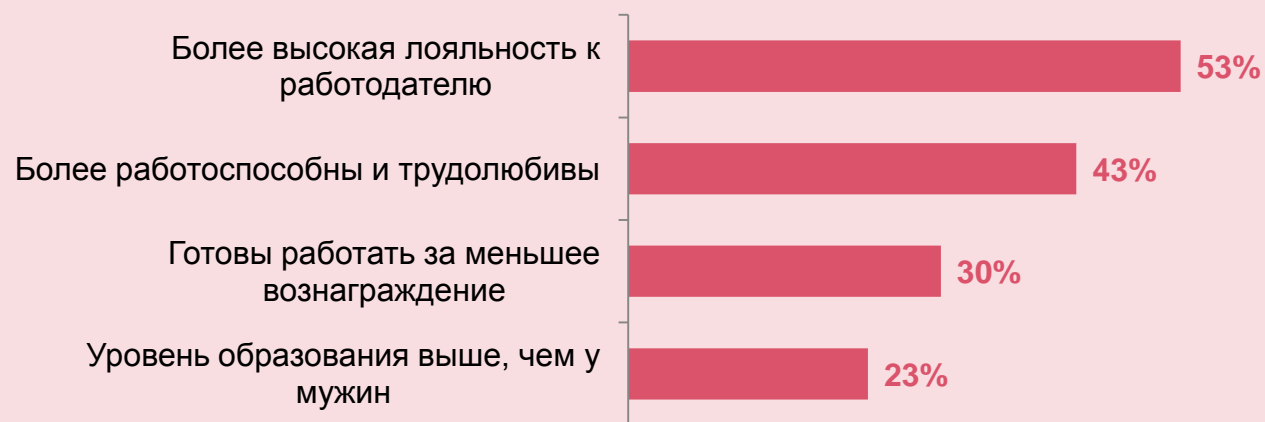 Более высокая лояльность к
работодателю
53%
Более работоспособны и трудолюбивы
43%
Готовы работать за меньшее
вознаграждение
30%
Уровень образования выше, чем у
мужин
23%